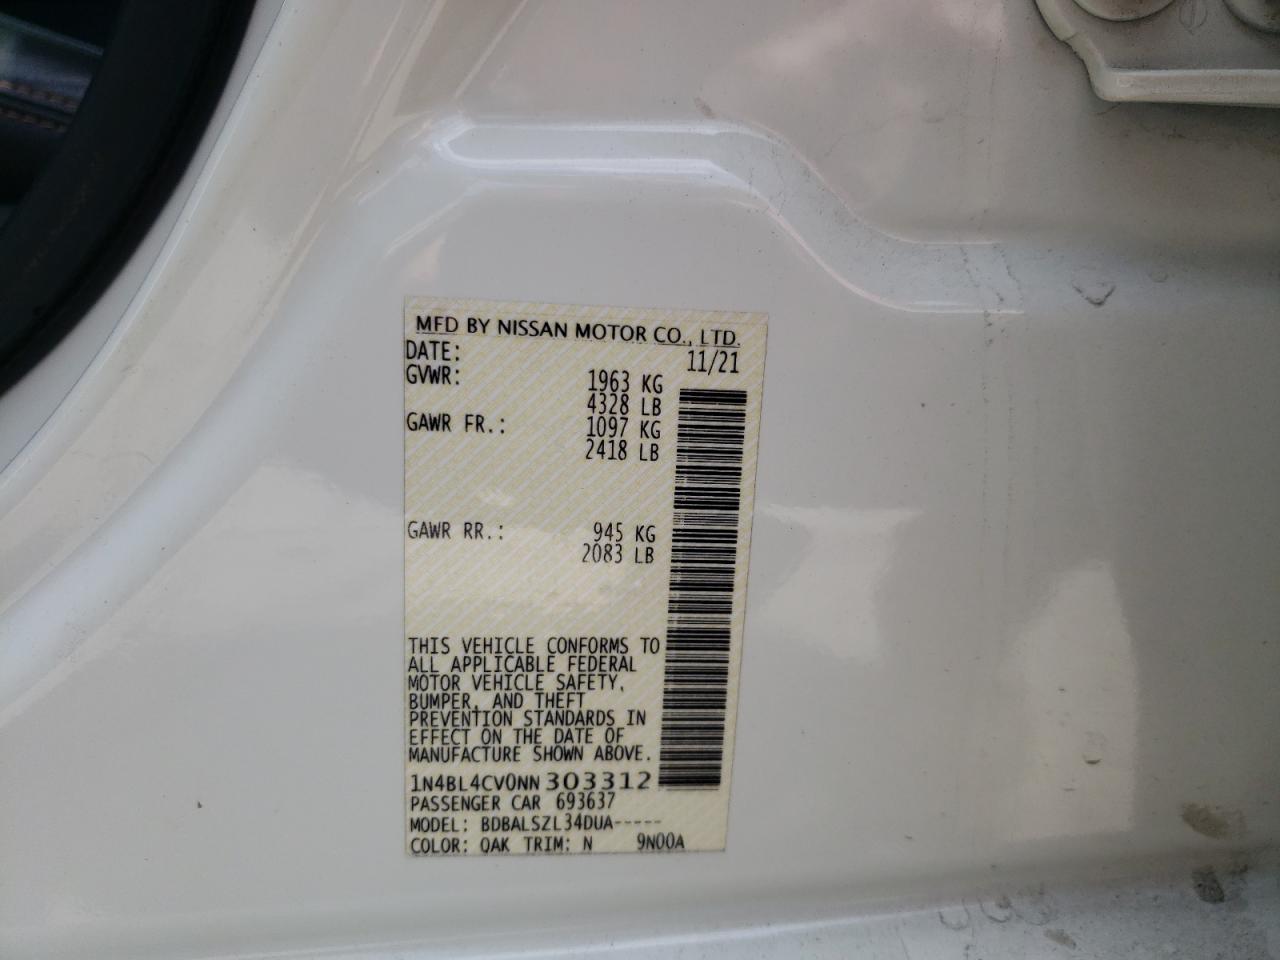 MFD BY NISSAN MOTOR CO., LTD.
DATE: 11/21
GVWR: 1963 KG
4328 LB
GAWR FR.: 1097 KG
2418 LB
GAWR RR.: 945 KG
2083 LB
THIS VEHICLE CONFORMS TO
ALL APPLICABLE FEDERAL
MOTOR VEHICLE SAFETY,
BUMPER, AND THEFT
PREVENTION STANDARDS IN
EFFECT ON THE DATE OF
MANUFACTURE SHOWN ABOVE.
1N4BL4CV0NN303312
PASSENGER CAR 693637
MODEL: BDBALSZL34DUA-----
COLOR: QAK TRIM: N 9N00A